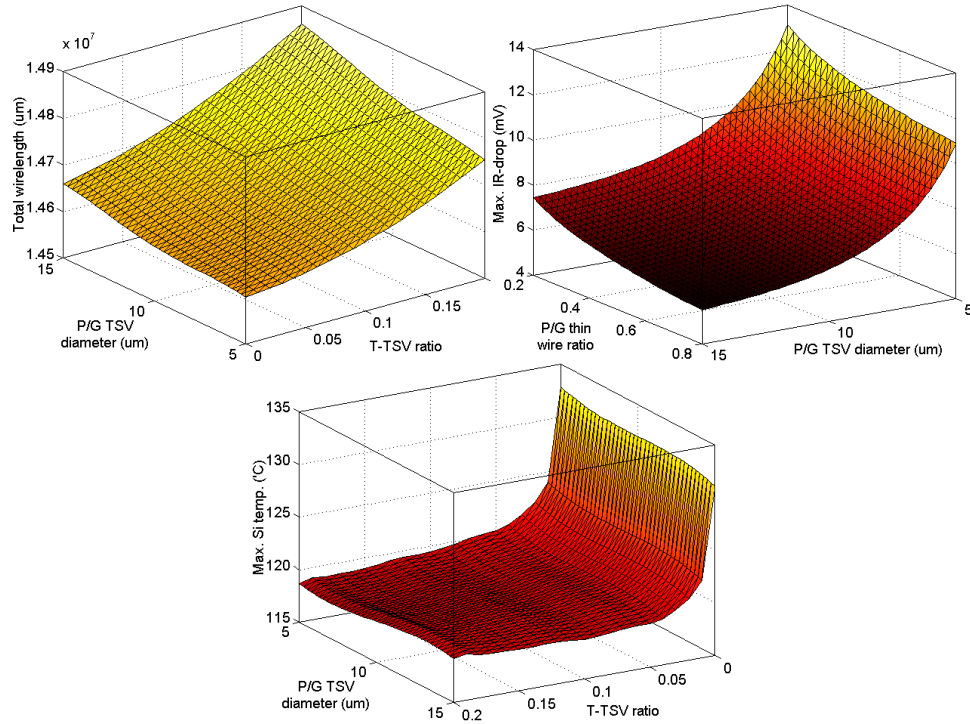 x 10^7
1.49
1.48
1.47
1.46
1.45
Total wirelength (um)
15
10
5
P/G TSV
diameter (um)
0
0.05
0.1
0.15
T-TSV ratio
14
12
10
8
6
4
Max. IR-drop (mV)
0.2
0.4
0.6
0.8
P/G thin
wire ratio
15
10
5
P/G TSV diameter (um)
135
130
125
120
115
Max. Si temp. (°C)
5
10
15
P/G TSV
diameter (um)
0.2
0.15
0.1
0.05
0
T-TSV ratio